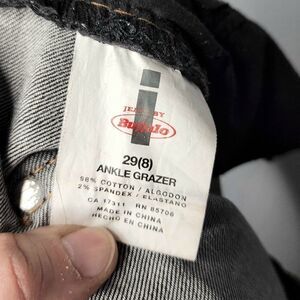 i
JEANS BY
Buffalo
29(8)
ANKLE GRAZER
98% COTTON / ALGODON
2% SPANDEX / ELASTANO
CA 17311 RN 85706
MADE IN CHINA
HECHO EN CHINA